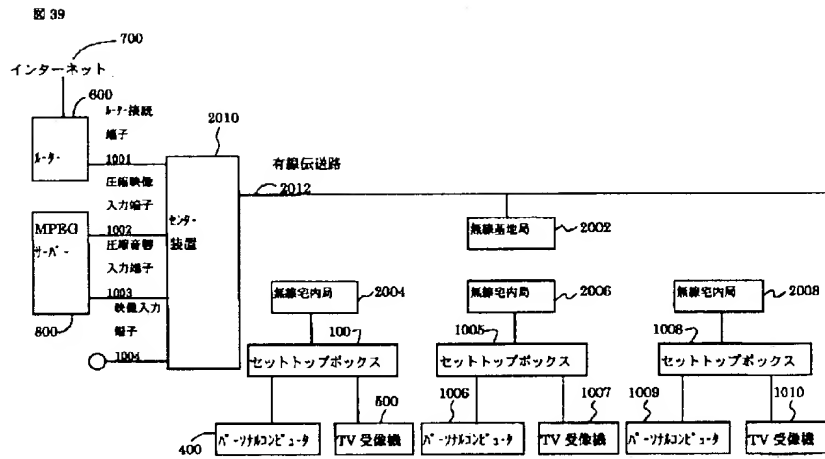 図 39
700
インターネット
600
ルーター接続
端子
2010
ルーター
1001
有線伝送路
2012
圧縮映像
入力端子
センター
装置
無線基地局
2002
MPEG
サーバー
1002
圧縮音響
入力端子
1003
800
映像入力
端子
1004
無線宅内局
2004
無線宅内局
2006
無線宅内局
2008
100
セットトップボックス
1005
セットトップボックス
1008
セットトップボックス
400
パーソナルコンピュータ
500
TV 受像機
1006
パーソナルコンピュータ
1007
TV 受像機
1009
パーソナルコンピュータ
1010
TV 受像機